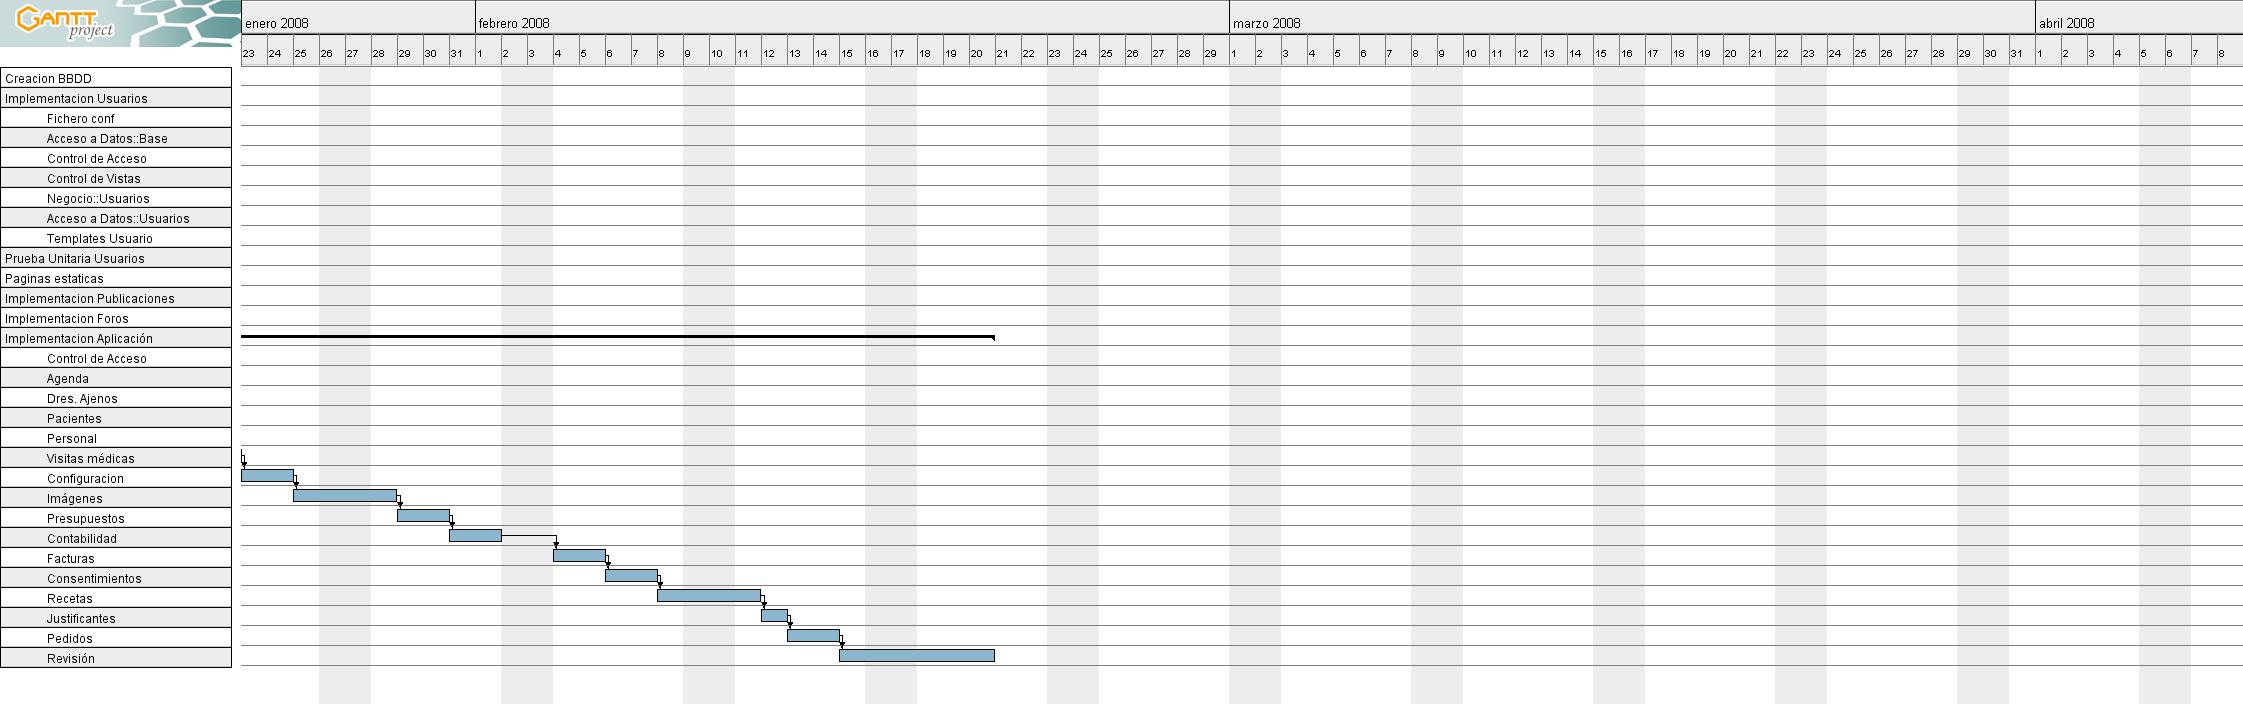 GANTT project
enero 2008 febrero 2008 marzo 2008 abril 2008
23 24 25 26 27 28 29 30 31 1 2 3 4 5 6 7 8 9 10 11 12 13 14 15 16 17 18 19 20 21 22 23 24 25 26 27 28 29 1 2 3 4 5 6 7 8 9 10 11 12 13 14 15 16 17 18 19 20 21 22 23 24 25 26 27 28 29 30 31 1 2 3 4 5 6 7 8
Creacion BBDD
Implementacion Usuarios
Fichero conf
Acceso a Datos::Base
Control de Acceso
Control de Vistas
Negocio::Usuarios
Acceso a Datos::Usuarios
Templates Usuario
Prueba Unitaria Usuarios
Paginas estaticas
Implementacion Publicaciones
Implementacion Foros
Implementacion Aplicación
Control de Acceso
Agenda
Dres. Ajenos
Pacientes
Personal
Visitas médicas
Configuracion
Imágenes
Presupuestos
Contabilidad
Facturas
Consentimientos
Recetas
Justificantes
Pedidos
Revisión